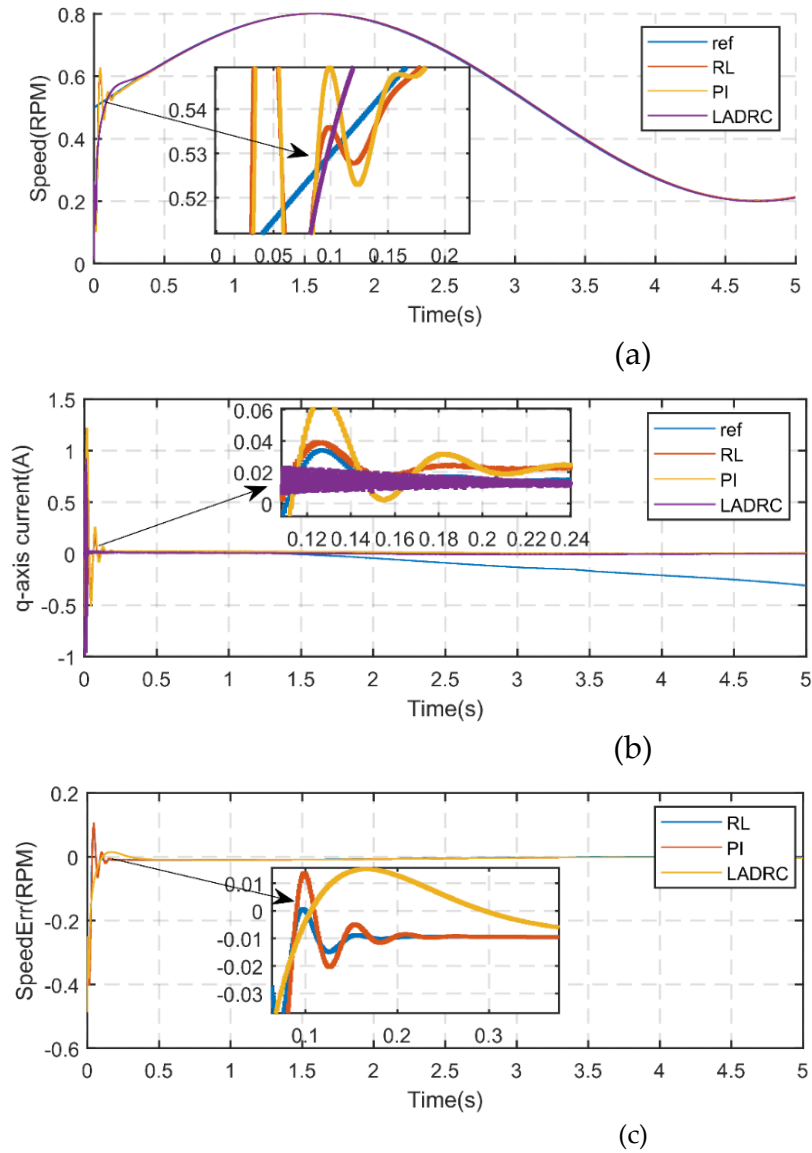 0.8
0.6
0.4
0.2
0
Speed(RPM)
ref
RL
PI
LADRC
0.54
0.53
0.52
0 0.05 0.1 0.15 0.2
0 0.5 1 1.5 2 2.5 3 3.5 4 4.5 5
Time(s)
(a)
1.5
1
0.5
0
-0.5
-1
q-axis current(A)
0.06
0.04
0.02
0
0.12 0.14 0.16 0.18 0.2 0.22 0.24
ref
RL
PI
LADRC
0 0.5 1 1.5 2 2.5 3 3.5 4 4.5 5
Time(s)
(b)
0.2
0
-0.2
-0.4
-0.6
SpeedErr(RPM)
RL
PI
LADRC
0.01
0
-0.01
-0.02
-0.03
0.1 0.2 0.3
0 0.5 1 1.5 2 2.5 3 3.5 4 4.5 5
Time(s)
(c)